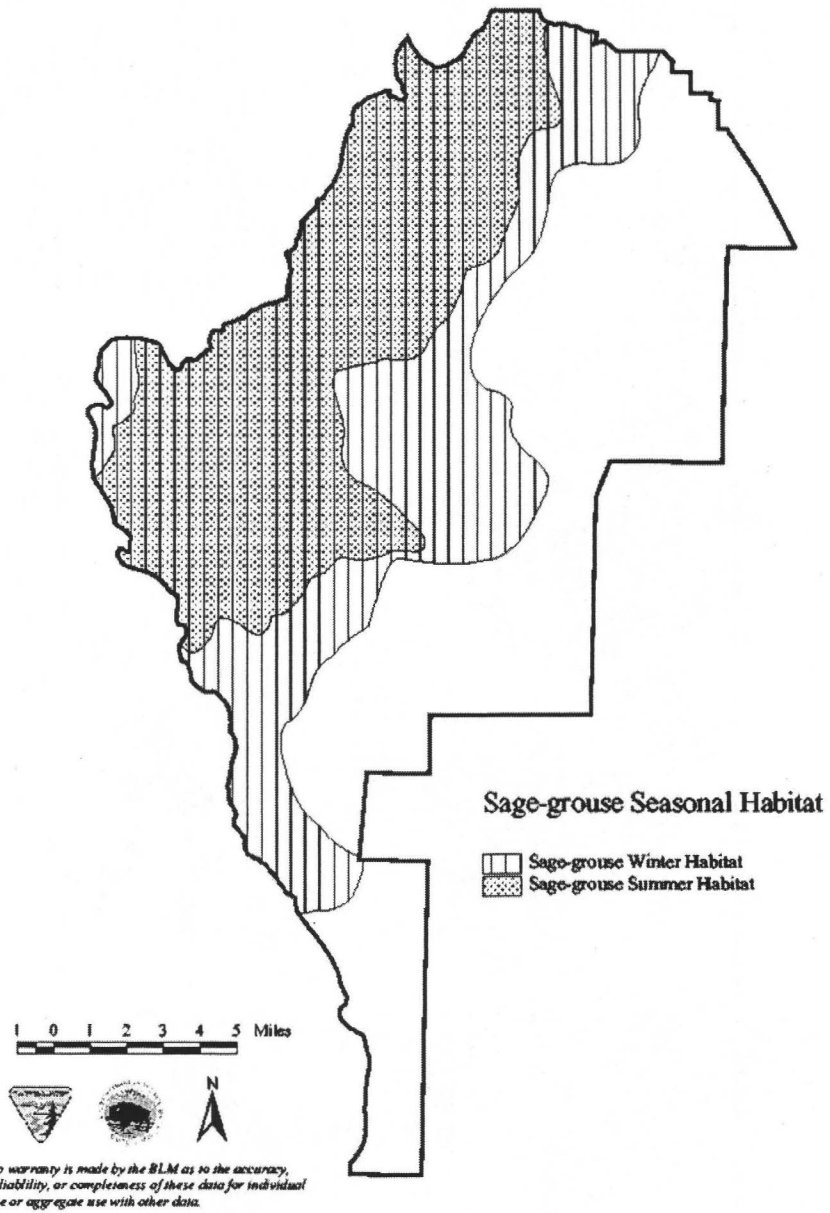 Sage-grouse Seasonal Habitat
Sage-grouse Winter Habitat
Sage-grouse Summer Habitat
1 0 1 2 3 4 5 Miles
N
o warranty is made by the BLM as to the accuracy,
liablility, or completeness of these data for individual
e or aggregate use with other data.